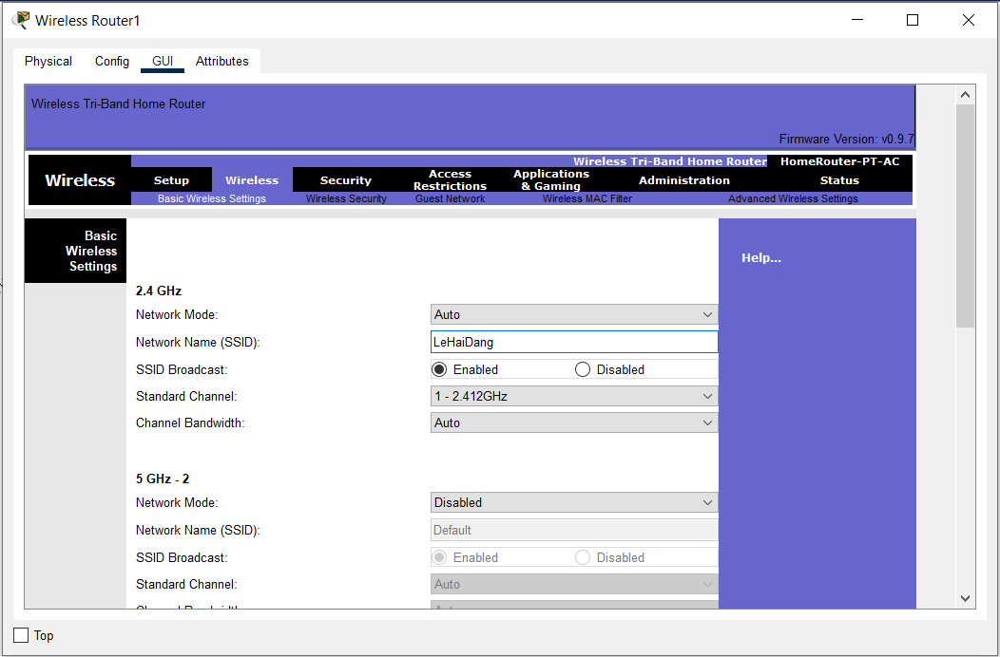 Wireless Router1
Physical Config GUI Attributes
Wireless Tri-Band Home Router
Firmware Version: v0.9.7
Wireless Tri-Band Home Router HomeRouter-PT-AC
Wireless
Setup Wireless Security Access Restrictions Applications & Gaming Administration Status
Basic Wireless Settings Wireless Security Guest Network Wireless MAC Filter Advanced Wireless Settings
Basic
Wireless
Settings
Help...
2.4 GHz
Network Mode: Auto
Network Name (SSID): LeHaiDang
SSID Broadcast: Enabled Disabled
Standard Channel: 1 - 2.412GHz
Channel Bandwidth: Auto
5 GHz - 2
Network Mode: Disabled
Network Name (SSID): Default
SSID Broadcast: Enabled Disabled
Standard Channel: Auto
Top